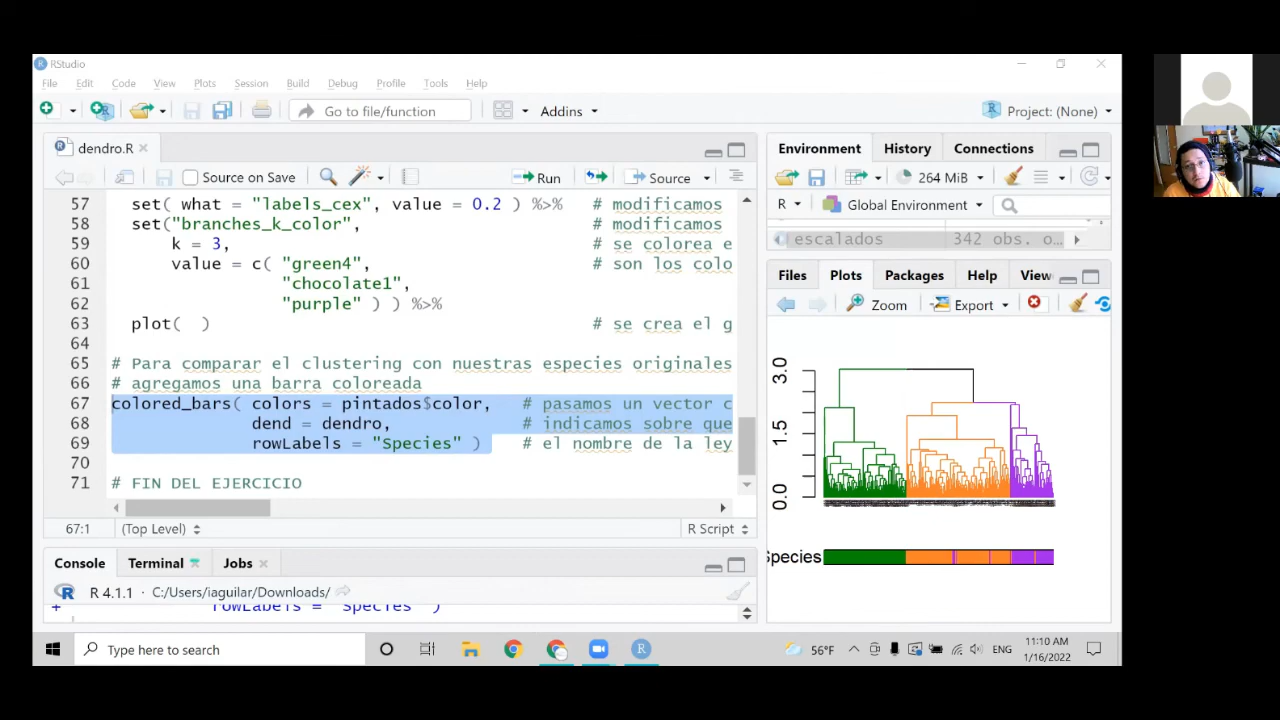 RStudio
File Edit Code View Plots Session Build Debug Profile Tools Help
Go to file/function Addins Project: (None)
dendro.R
Source on Save Run Source
57 set( what = "labels_cex", value = 0.2 ) %>% # modificamos
58 set("branches_k_color", # modificamos
59 k = 3, # se colorea e
60 value = c( "green4", # son los colo
61 "chocolate1",
62 "purple" ) ) %>%
63 plot( ) # se crea el g
64
65 # Para comparar el clustering con nuestras especies originales
66 # agregamos una barra coloreada
67 colored_bars( colors = pintados$color, # pasamos un vector c
68 dend = dendro, # indicamos sobre que
69 rowLabels = "Species" ) # el nombre de la ley
70
71 # FIN DEL EJERCICIO
67:1 (Top Level) R Script
Console Terminal Jobs
R 4.1.1 · C:/Users/iaguilar/Downloads/
+ rowLabels = "Species" )
Environment History Connections
264 MiB
R Global Environment
escalados 342 obs. o…
Files Plots Packages Help View
Zoom Export
3.0
1.5
0.0
Species
Type here to search
56°F ENG
11:10 AM
1/16/2022